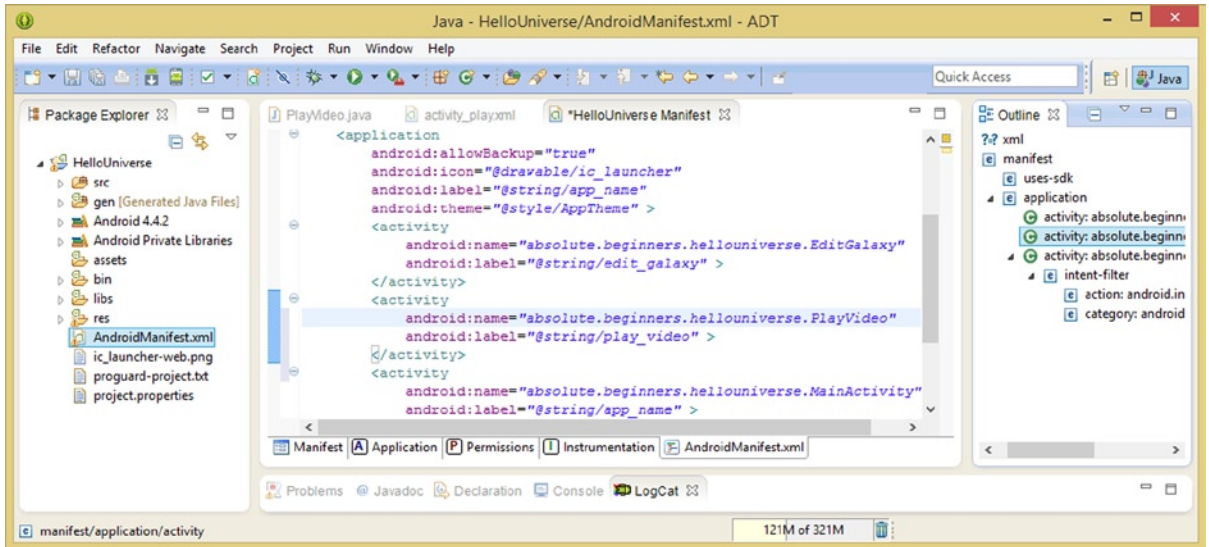 Java - HelloUniverse/AndroidManifest.xml - ADT
File Edit Refactor Navigate Search Project Run Window Help
Quick Access
Java
Package Explorer
HelloUniverse
src
gen [Generated Java Files]
Android 4.4.2
Android Private Libraries
assets
bin
libs
res
AndroidManifest.xml
ic_launcher-web.png
proguard-project.txt
project.properties
PlayVideo.java activity_play.xml *HelloUniverse Manifest
<application
android:allowBackup="true"
android:icon="@drawable/ic_launcher"
android:label="@string/app_name"
android:theme="@style/AppTheme" >
<activity
android:name="absolute.beginners.hellouniverse.EditGalaxy"
android:label="@string/edit_galaxy" >
</activity>
<activity
android:name="absolute.beginners.hellouniverse.PlayVideo"
android:label="@string/play_video" >
</activity>
<activity
android:name="absolute.beginners.hellouniverse.MainActivity"
android:label="@string/app_name" >
Manifest A Application P Permissions I Instrumentation AndroidManifest.xml
Problems @ Javadoc Declaration Console LogCat
Outline
?=? xml
e manifest
e uses-sdk
e application
activity: absolute.beginn
activity: absolute.beginn
activity: absolute.beginn
e intent-filter
e action: android.in
e category: android
e manifest/application/activity
121M of 321M